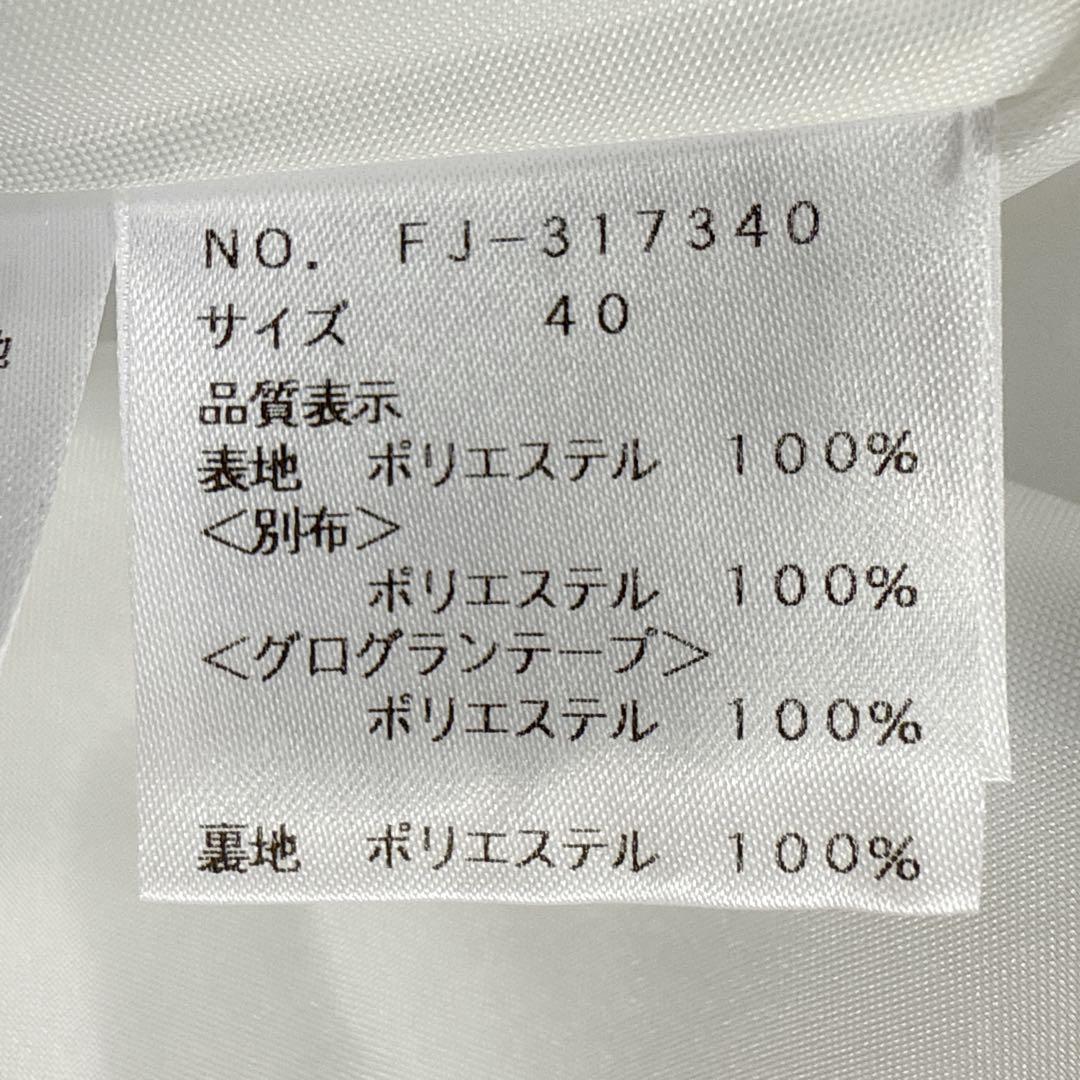 NO. FJ-317340
サイズ 40
品質表示
表地 ポリエステル 100%
<別布>
ポリエステル 100%
<グログランテープ>
ポリエステル 100%
裏地 ポリエステル 100%